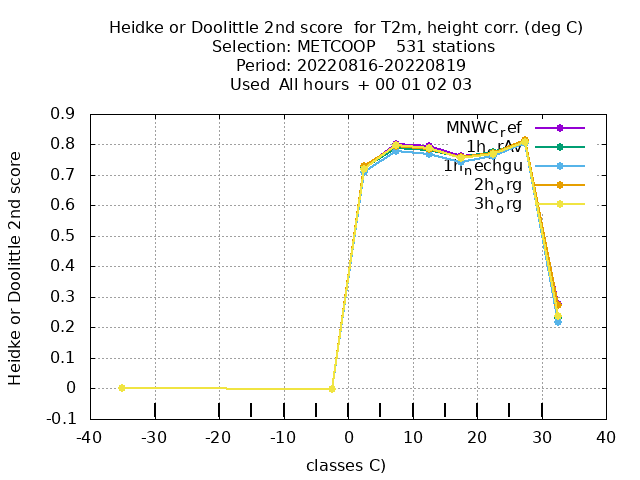 Heidke or Doolittle 2nd score  for T2m, height corr. (deg C)
Selection: METCOOP    531 stations
Period: 20220816-20220819
Used  All hours  + 00 01 02 03
Heidke or Doolittle 2nd score
0.9
0.8
0.7
0.6
0.5
0.4
0.3
0.2
0.1
0
-0.1
MNWC_ref
1h_orAv
1h_nechgu
2h_org
3h_org
-40 -30 -20 -10 0 10 20 30 40
classes C)